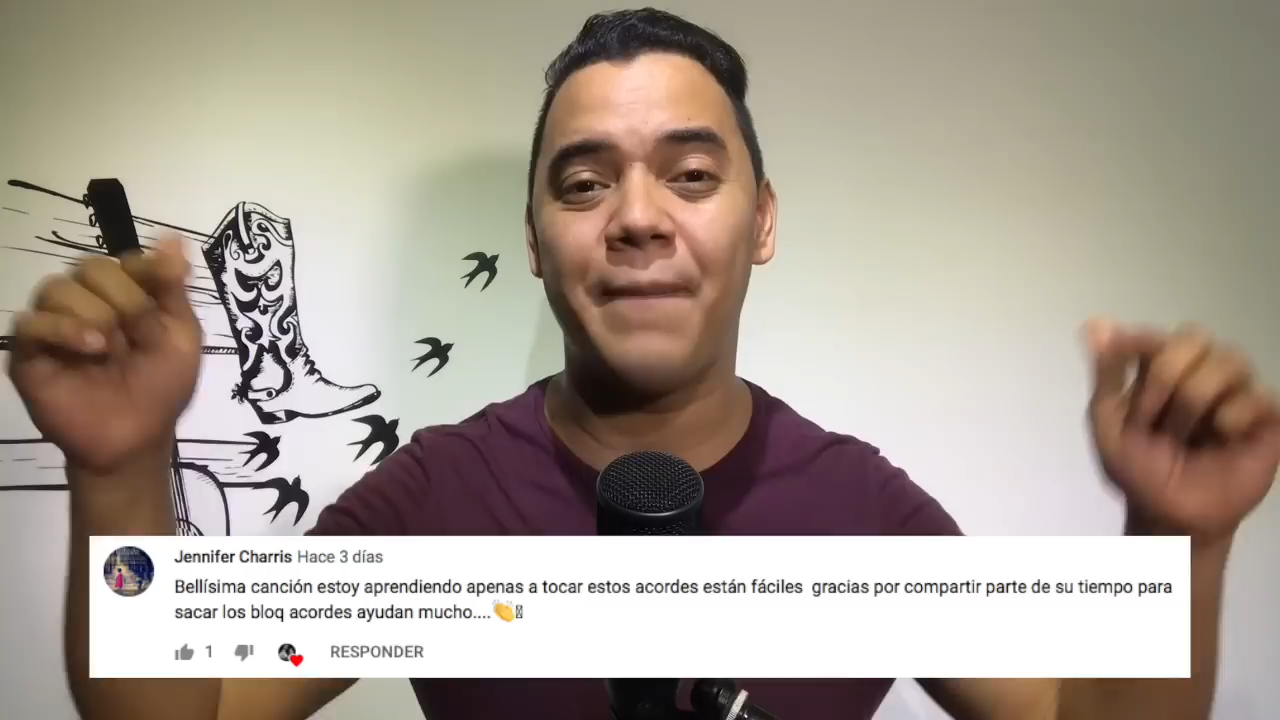 Jennifer Charris Hace 3 días
Bellísima canción estoy aprendiendo apenas a tocar estos acordes están fáciles gracias por compartir parte de su tiempo para
sacar los bloq acordes ayudan mucho....👏
1 RESPONDER